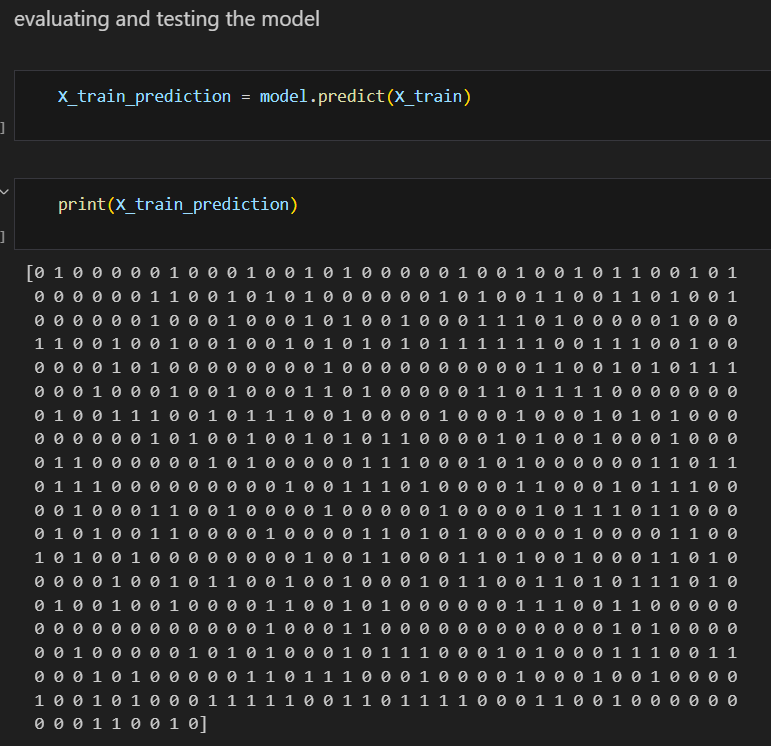 evaluating and testing the model
X_train_prediction = model.predict(X_train)
]
print(X_train_prediction)
]
[0 1 0 0 0 0 0 1 0 0 0 1 0 0 1 0 1 0 0 0 0 0 1 0 0 1 0 0 1 0 1 1 0 0 1 0 1
0 0 0 0 0 0 1 1 0 0 1 0 1 0 1 0 0 0 0 0 0 1 0 1 0 0 1 1 0 0 1 1 0 1 0 0 1
0 0 0 0 0 0 1 0 0 0 1 0 0 0 1 0 1 0 0 1 0 0 0 1 1 1 0 1 0 0 0 0 0 1 0 0 0
1 1 0 0 1 0 0 1 0 0 1 0 0 1 0 1 0 1 0 1 0 1 1 1 1 1 1 0 0 1 1 1 0 0 1 0 0
0 0 0 0 1 0 1 0 0 0 0 0 0 0 0 1 0 0 0 0 0 0 0 0 0 0 1 1 0 0 1 0 1 0 1 1 1
0 0 0 1 0 0 0 1 0 0 1 0 0 0 1 1 0 1 0 0 0 0 0 1 1 0 1 1 1 1 0 0 0 0 0 0 0
0 1 0 0 1 1 1 0 0 1 0 1 1 1 0 0 1 0 0 0 0 1 0 0 0 1 0 0 0 1 0 1 0 1 0 0 0
0 0 0 0 0 0 1 0 1 0 0 1 0 0 1 0 1 0 1 1 0 0 0 0 1 0 1 0 0 1 0 0 0 1 0 0 0
0 1 1 0 0 0 0 0 0 1 0 1 0 0 0 0 0 1 1 1 0 0 0 1 0 1 0 0 0 0 0 0 1 1 0 1 1
0 1 1 1 0 0 0 0 0 0 0 0 0 1 0 0 1 1 1 0 1 0 0 0 0 1 1 0 0 0 1 0 1 1 1 0 0
0 0 1 0 0 0 1 1 0 0 1 0 0 0 0 1 0 0 0 0 0 1 0 0 0 0 1 0 1 1 1 0 1 1 0 0 0
0 1 0 1 0 0 1 1 0 0 0 0 1 0 0 0 0 1 1 0 1 0 1 0 0 0 0 0 1 0 0 0 0 1 1 0 0
1 0 1 0 0 1 0 0 0 0 0 0 0 0 1 0 0 1 1 0 0 0 1 1 0 1 0 0 1 0 0 0 1 1 0 1 0
0 0 0 0 1 0 0 1 0 1 1 0 0 1 0 0 1 0 0 0 1 0 1 1 0 0 1 1 0 1 0 1 1 1 0 1 0
0 1 0 0 1 0 0 1 0 0 0 0 1 1 0 0 1 0 1 0 0 0 0 0 0 1 1 1 0 0 1 1 0 0 0 0 0
0 0 0 0 0 0 0 0 0 0 0 0 1 0 0 0 1 1 0 0 0 0 0 0 0 0 0 0 0 0 1 0 1 0 0 0 0
0 0 1 0 0 0 0 0 1 0 1 0 1 0 0 0 1 0 1 1 1 0 0 0 1 0 1 0 0 0 1 1 1 0 0 1 1
0 0 0 1 0 1 0 0 0 0 0 1 1 0 1 1 1 0 0 0 1 0 0 0 0 1 0 0 0 1 0 0 1 0 0 0 0
1 0 0 1 0 1 0 0 0 1 1 1 1 1 0 0 1 1 0 1 1 1 1 0 0 0 1 1 0 0 1 0 0 0 0 0 0
0 0 0 1 1 0 0 1 0]